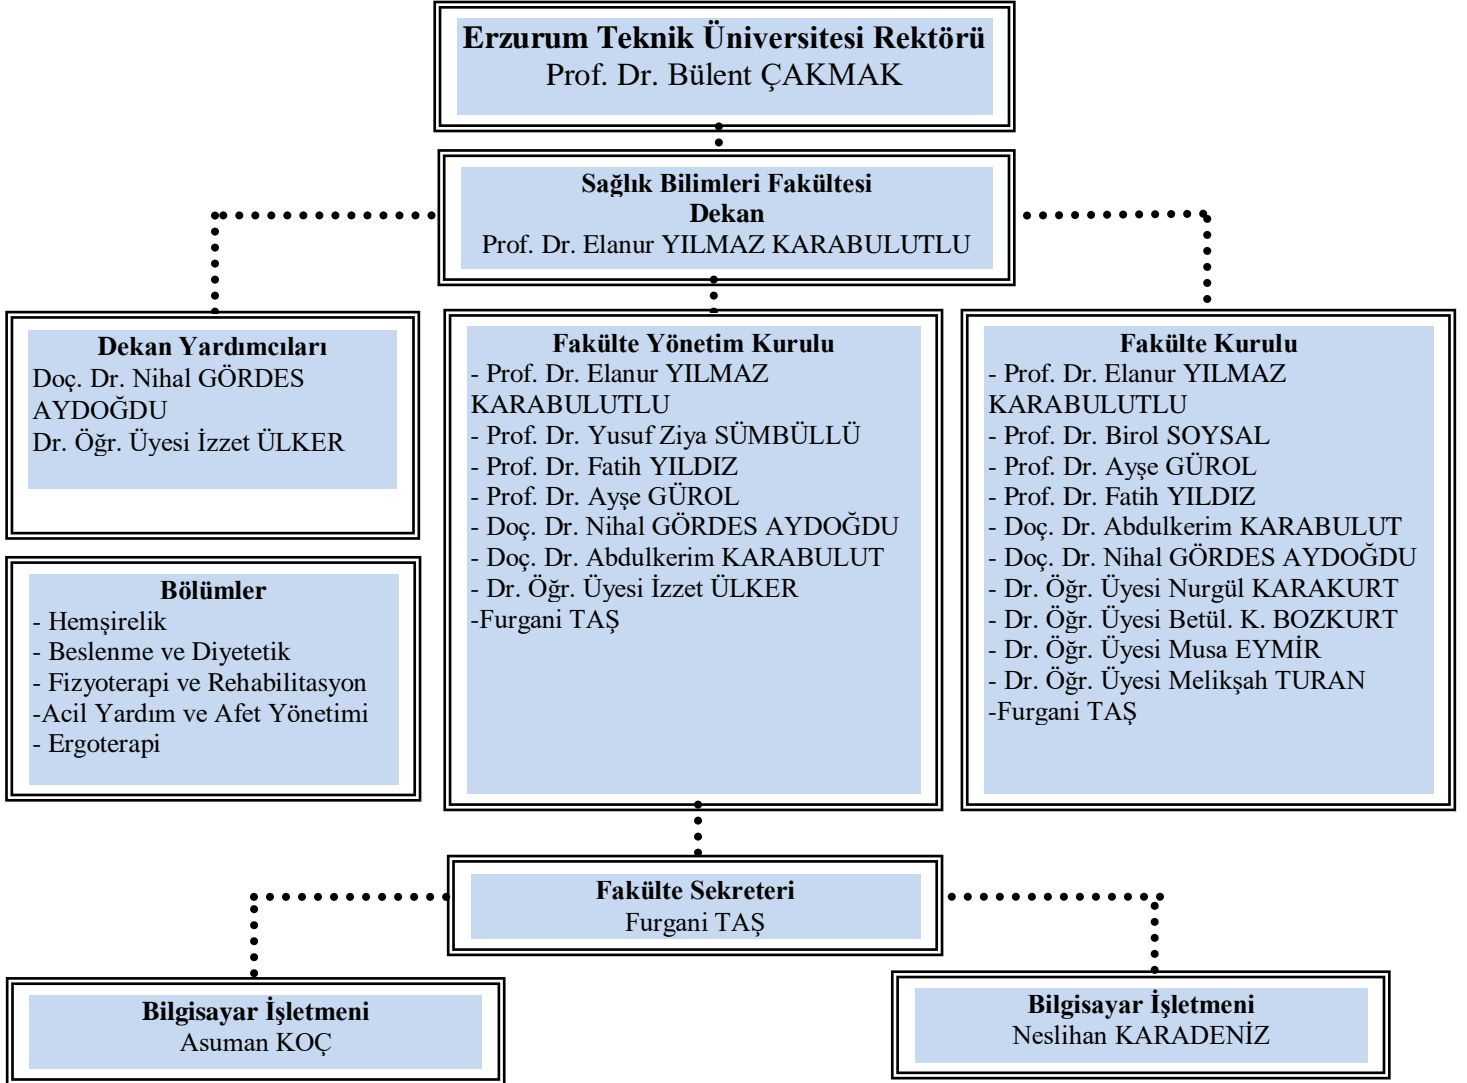 Erzurum Teknik Üniversitesi Rektörü
Prof. Dr. Bülent ÇAKMAK
Sağlık Bilimleri Fakültesi
Dekan
Prof. Dr. Elanur YILMAZ KARABULUTLU
Dekan Yardımcıları
Doç. Dr. Nihal GÖRDES
AYDOĞDU
Dr. Öğr. Üyesi İzzet ÜLKER
Bölümler
- Hemşirelik
- Beslenme ve Diyetetik
- Fizyoterapi ve Rehabilitasyon
-Acil Yardım ve Afet Yönetimi
- Ergoterapi
Fakülte Yönetim Kurulu
- Prof. Dr. Elanur YILMAZ
KARABULUTLU
- Prof. Dr. Yusuf Ziya SÜMBÜLLÜ
- Prof. Dr. Fatih YILDIZ
- Prof. Dr. Ayşe GÜROL
- Doç. Dr. Nihal GÖRDES AYDOĞDU
- Doç. Dr. Abdulkerim KARABULUT
- Dr. Öğr. Üyesi İzzet ÜLKER
-Furgani TAŞ
Fakülte Kurulu
- Prof. Dr. Elanur YILMAZ
KARABULUTLU
- Prof. Dr. Birol SOYSAL
- Prof. Dr. Ayşe GÜROL
- Prof. Dr. Fatih YILDIZ
- Doç. Dr. Abdulkerim KARABULUT
- Doç. Dr. Nihal GÖRDES AYDOĞDU
- Dr. Öğr. Üyesi Nurgül KARAKURT
- Dr. Öğr. Üyesi Betül. K. BOZKURT
- Dr. Öğr. Üyesi Musa EYMİR
- Dr. Öğr. Üyesi Melikşah TURAN
-Furgani TAŞ
Fakülte Sekreteri
Furgani TAŞ
Bilgisayar İşletmeni
Asuman KOÇ
Bilgisayar İşletmeni
Neslihan KARADENİZ